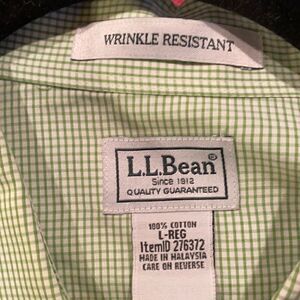 WRINKLE RESISTANT
L.L.Bean®
Since 1912
QUALITY GUARANTEED
100% COTTON
L-REG
ItemID 276372
MADE IN MALAYSIA
CARE ON REVERSE